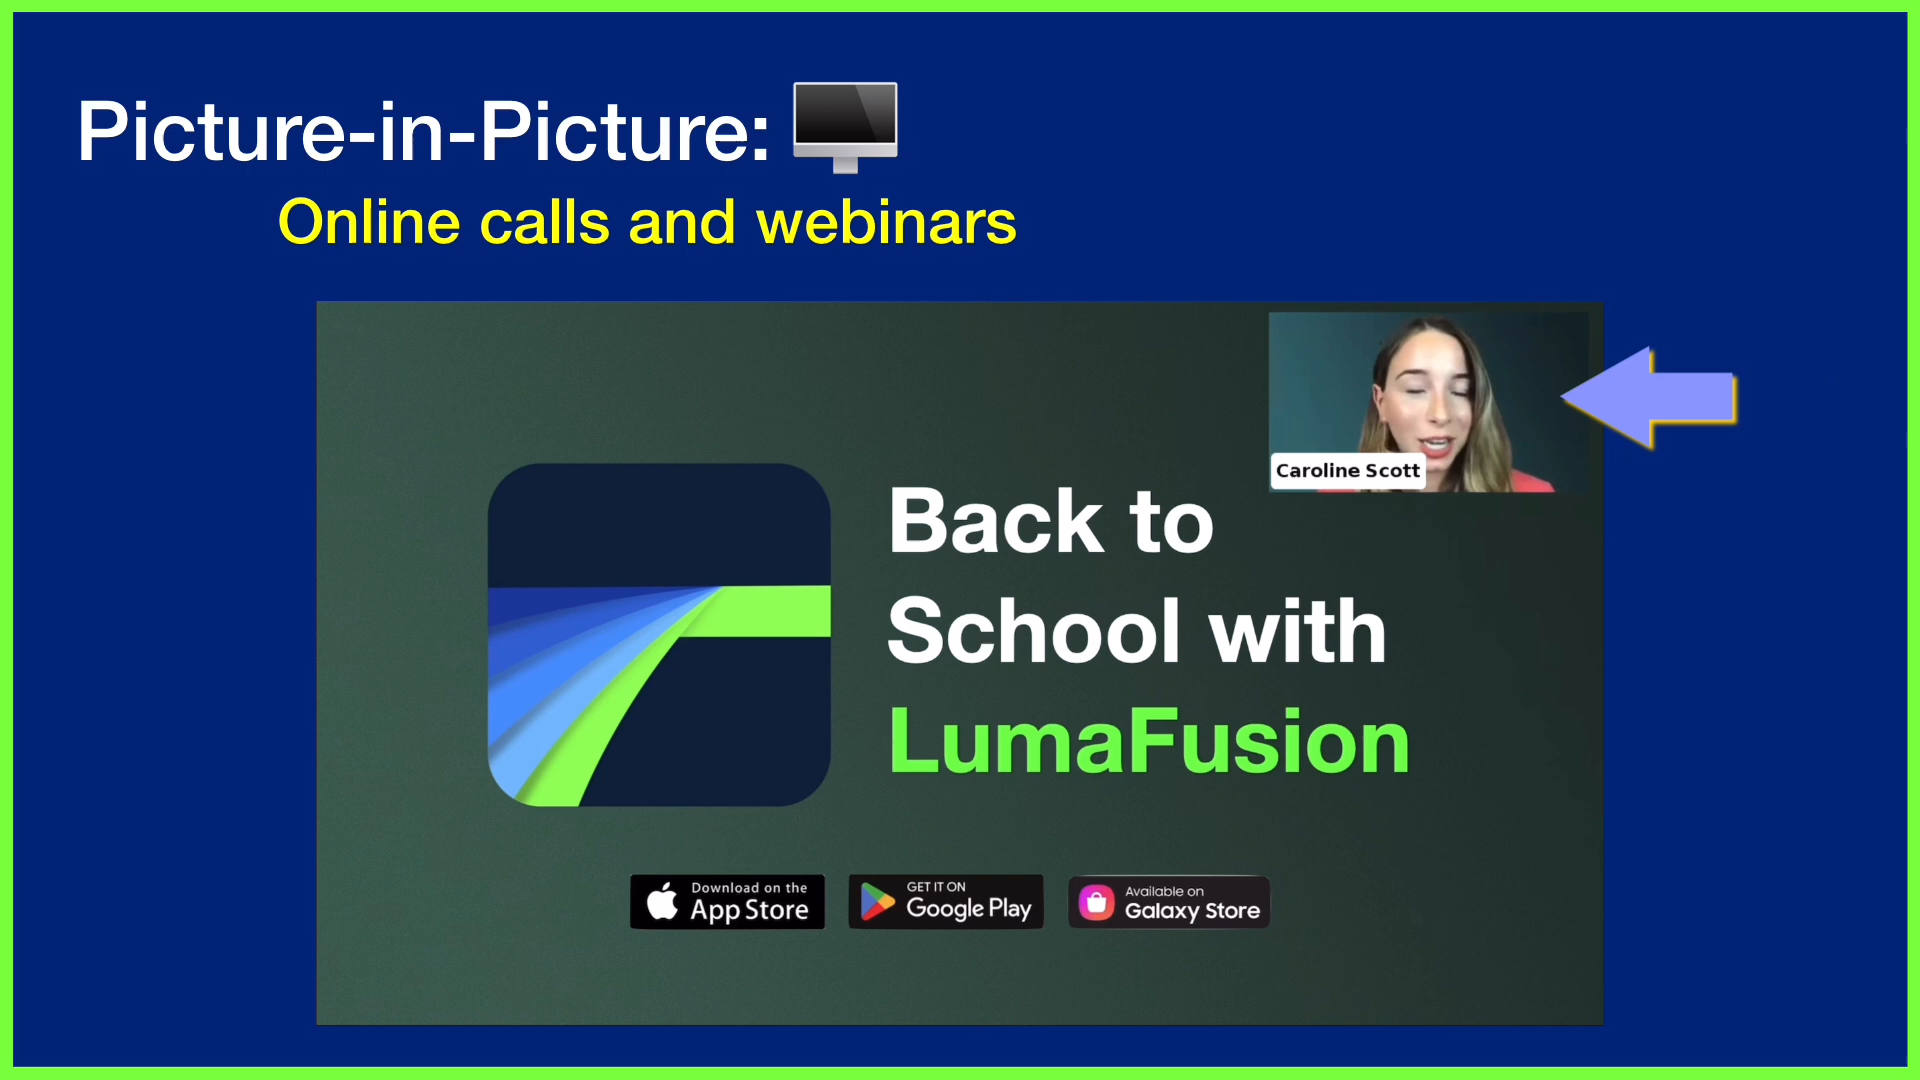 Picture-in-Picture:
Online calls and webinars
Caroline Scott
Back to
School with
LumaFusion
Download on the
App Store
GET IT ON
Google Play
Available on
Galaxy Store